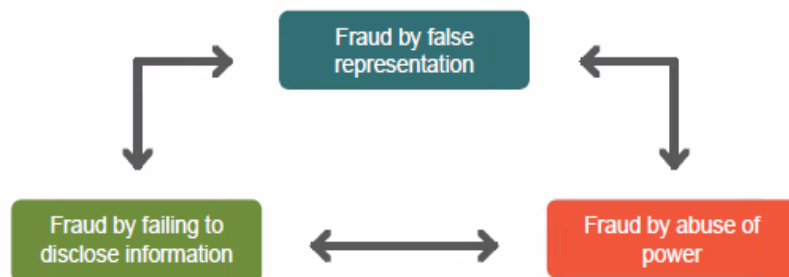 Fraud by false
representation
Fraud by failing to
disclose information
Fraud by abuse of
power